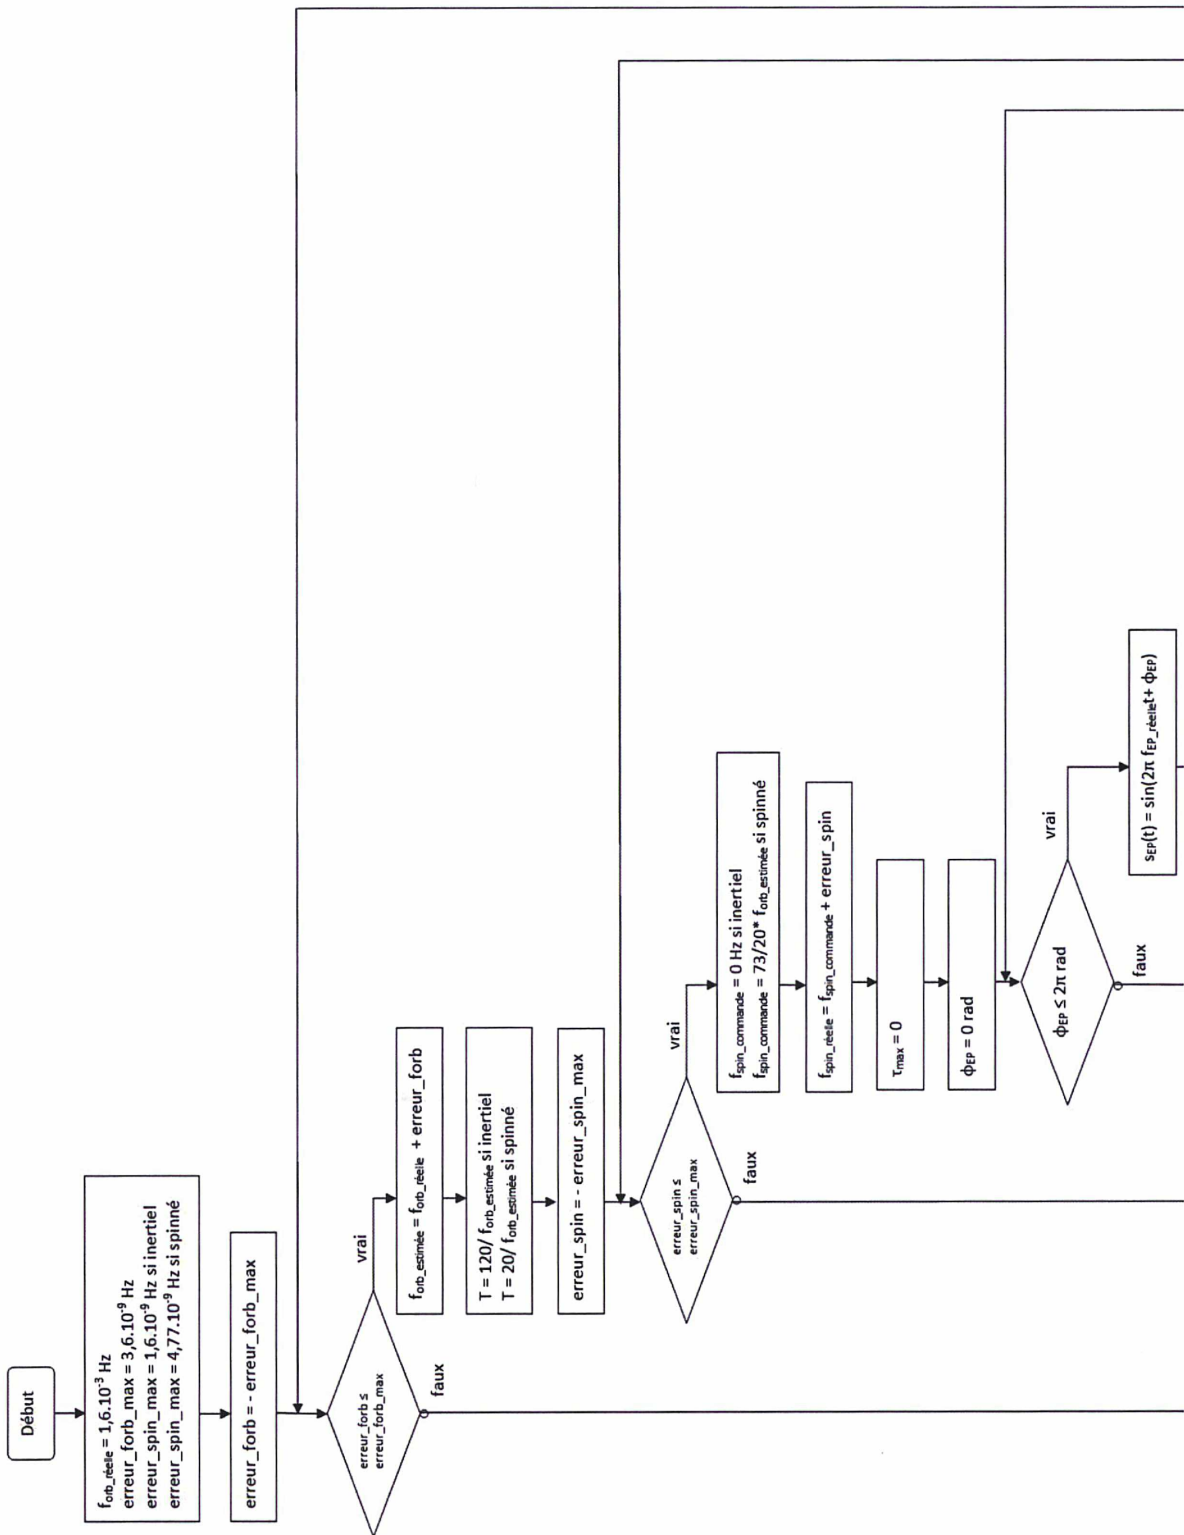 Début
f_orb_réelle = 1,6.10⁻³ Hz
erreur_forb_max = 3,6.10⁻⁹ Hz
erreur_spin_max = 1,6.10⁻⁹ Hz si inertiel
erreur_spin_max = 4,77.10⁻⁹ Hz si spinné
erreur_forb = - erreur_forb_max
erreur_forb ≤
erreur_forb_max
vrai
faux
f_orb_estimée = f_orb_réelle + erreur_forb
T = 120/ f_orb_estimée si inertiel
T = 20/ f_orb_estimée si spinné
erreur_spin = - erreur_spin_max
erreur_spin ≤
erreur_spin_max
vrai
faux
f_spin_commande = 0 Hz si inertiel
f_spin_commande = 73/20* f_orb_estimée si spinné
f_spin_réelle = f_spin_commande + erreur_spin
τ_max = 0
ϕ_EP = 0 rad
ϕ_EP ≤ 2π rad
vrai
faux
s_EP(t) = sin(2π f_EP_réelle t+ ϕ_EP)